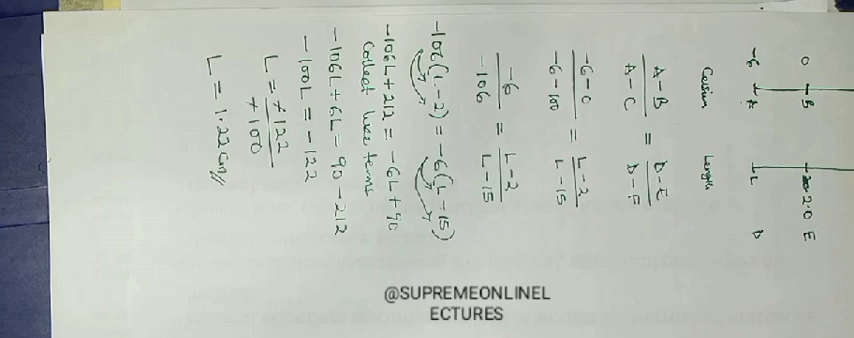 0 B 2.0 E
-6 A L D
Celsius Length
A-B/A-C = D-E/D-F
-6-0/-6-100 = L-2/L-15
-6/-106 = L-2/L-15
-106(L-2) = -6(L-15)
-106L+212 = -6L+90
Collect like terms
-106L+6L = 90-212
-100L = -122
L = +122/+100
L = 1.22cm//
@SUPREMEONLINEL
ECTURES